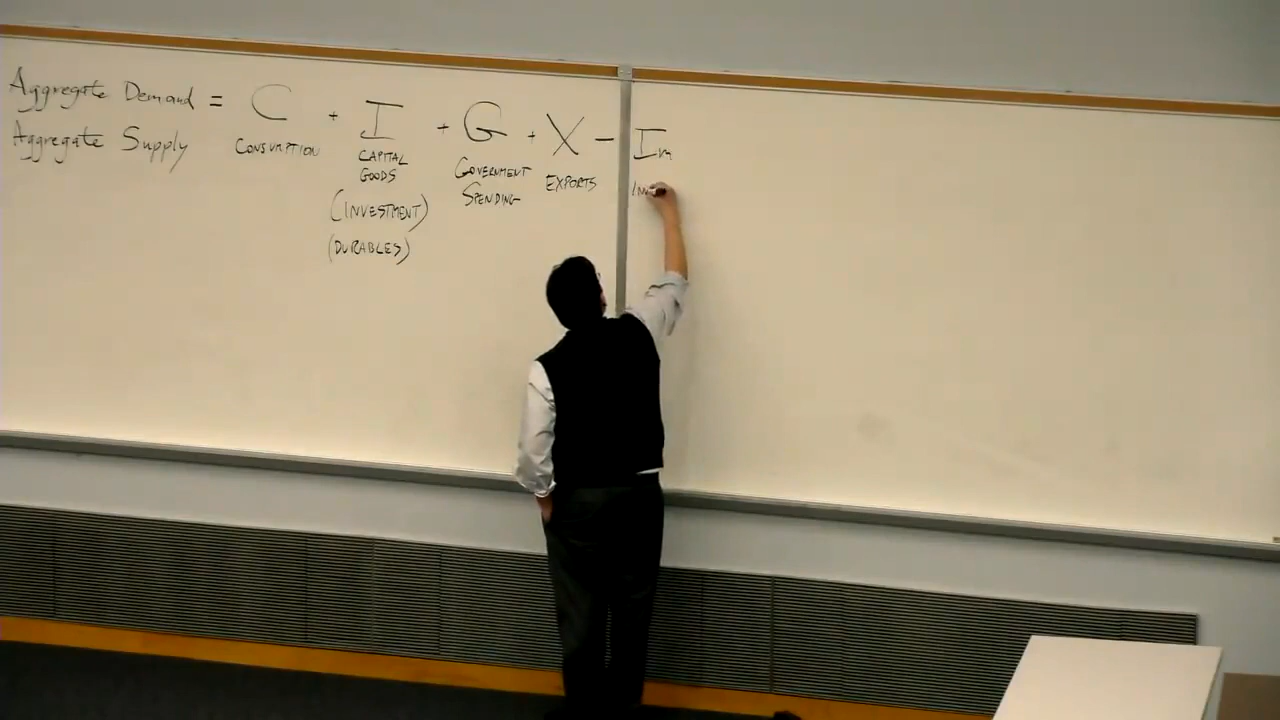 Aggregate Demand = C + I + G + X - Im
Aggregate Supply
CONSUMPTION
CAPITAL
GOODS
(INVESTMENT)
(DURABLES)
GOVERNMENT
SPENDING
EXPORTS